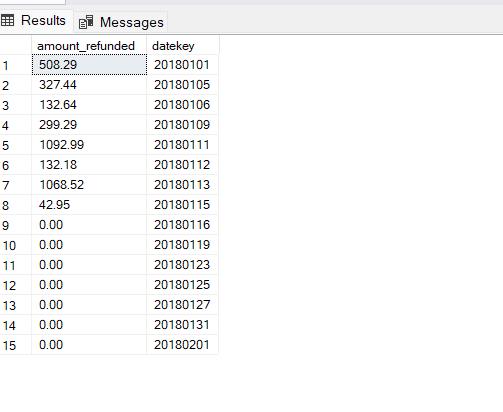 Results Messages
amount_refunded datekey
1 508.29 20180101
2 327.44 20180105
3 132.64 20180106
4 299.29 20180109
5 1092.99 20180111
6 132.18 20180112
7 1068.52 20180113
8 42.95 20180115
9 0.00 20180116
10 0.00 20180119
11 0.00 20180123
12 0.00 20180125
13 0.00 20180127
14 0.00 20180131
15 0.00 20180201